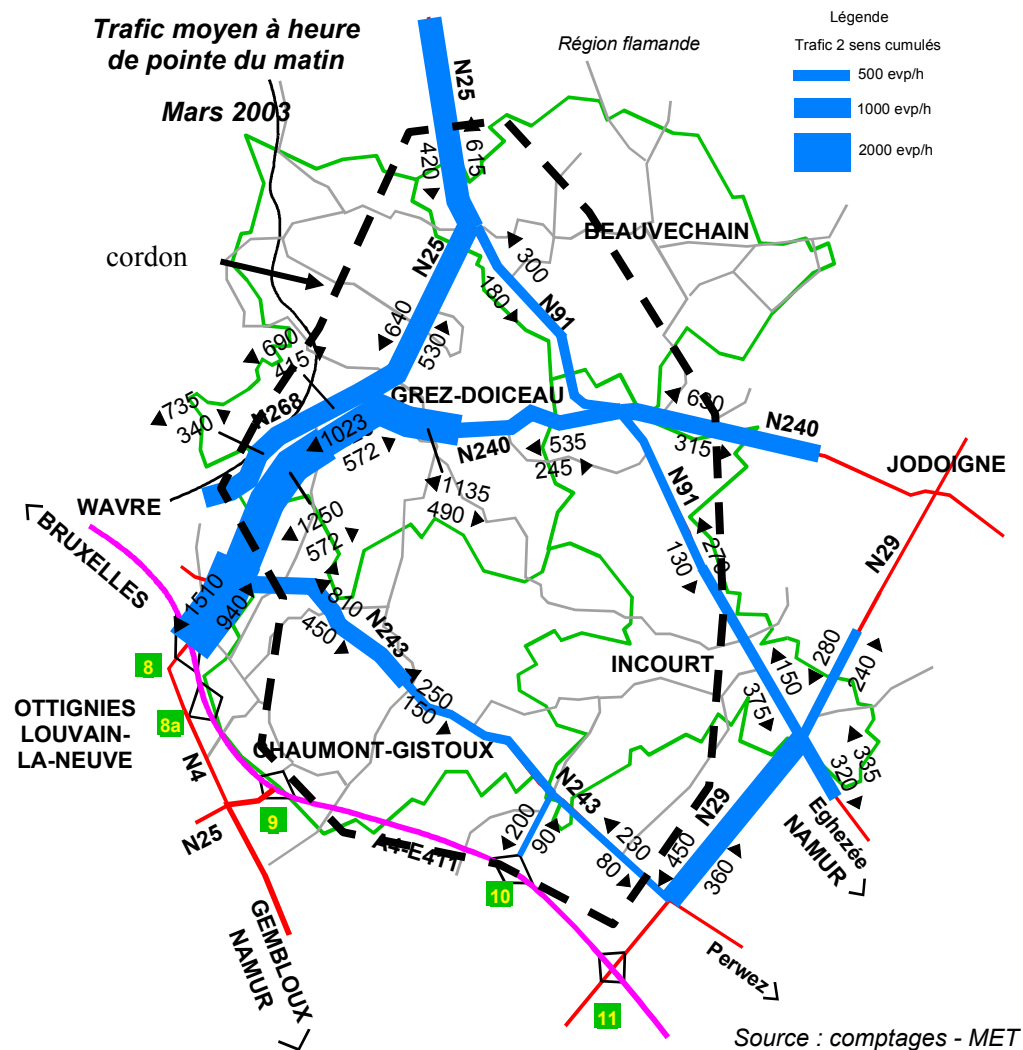 Trafic moyen à heure
de pointe du matin
Mars 2003
Région flamande
Légende
Trafic 2 sens cumulés
500 evp/h
1000 evp/h
2000 evp/h
N25
420
615
BEAUVECHAIN
cordon
N25
300
180
N91
640
530
690
415
735
340
N268
GREZ-DOICEAU
1023
572
N240
535
245
630
315
N240
JODOIGNE
WAVRE
1135
490
N91
BRUXELLES
1250
572
270
130
N29
1510
940
810
450
N243
8
INCOURT
280
240
150
375
250
150
OTTIGNIES
LOUVAIN-
LA-NEUVE
8a
CHAUMONT-GISTOUX
N4
335
320
N243
N29
9
N25
A4-E411
200
90
230
80
450
360
Eghezée
NAMUR
10
GEMBLOUX
NAMUR
Perwez
11
Source : comptages - MET